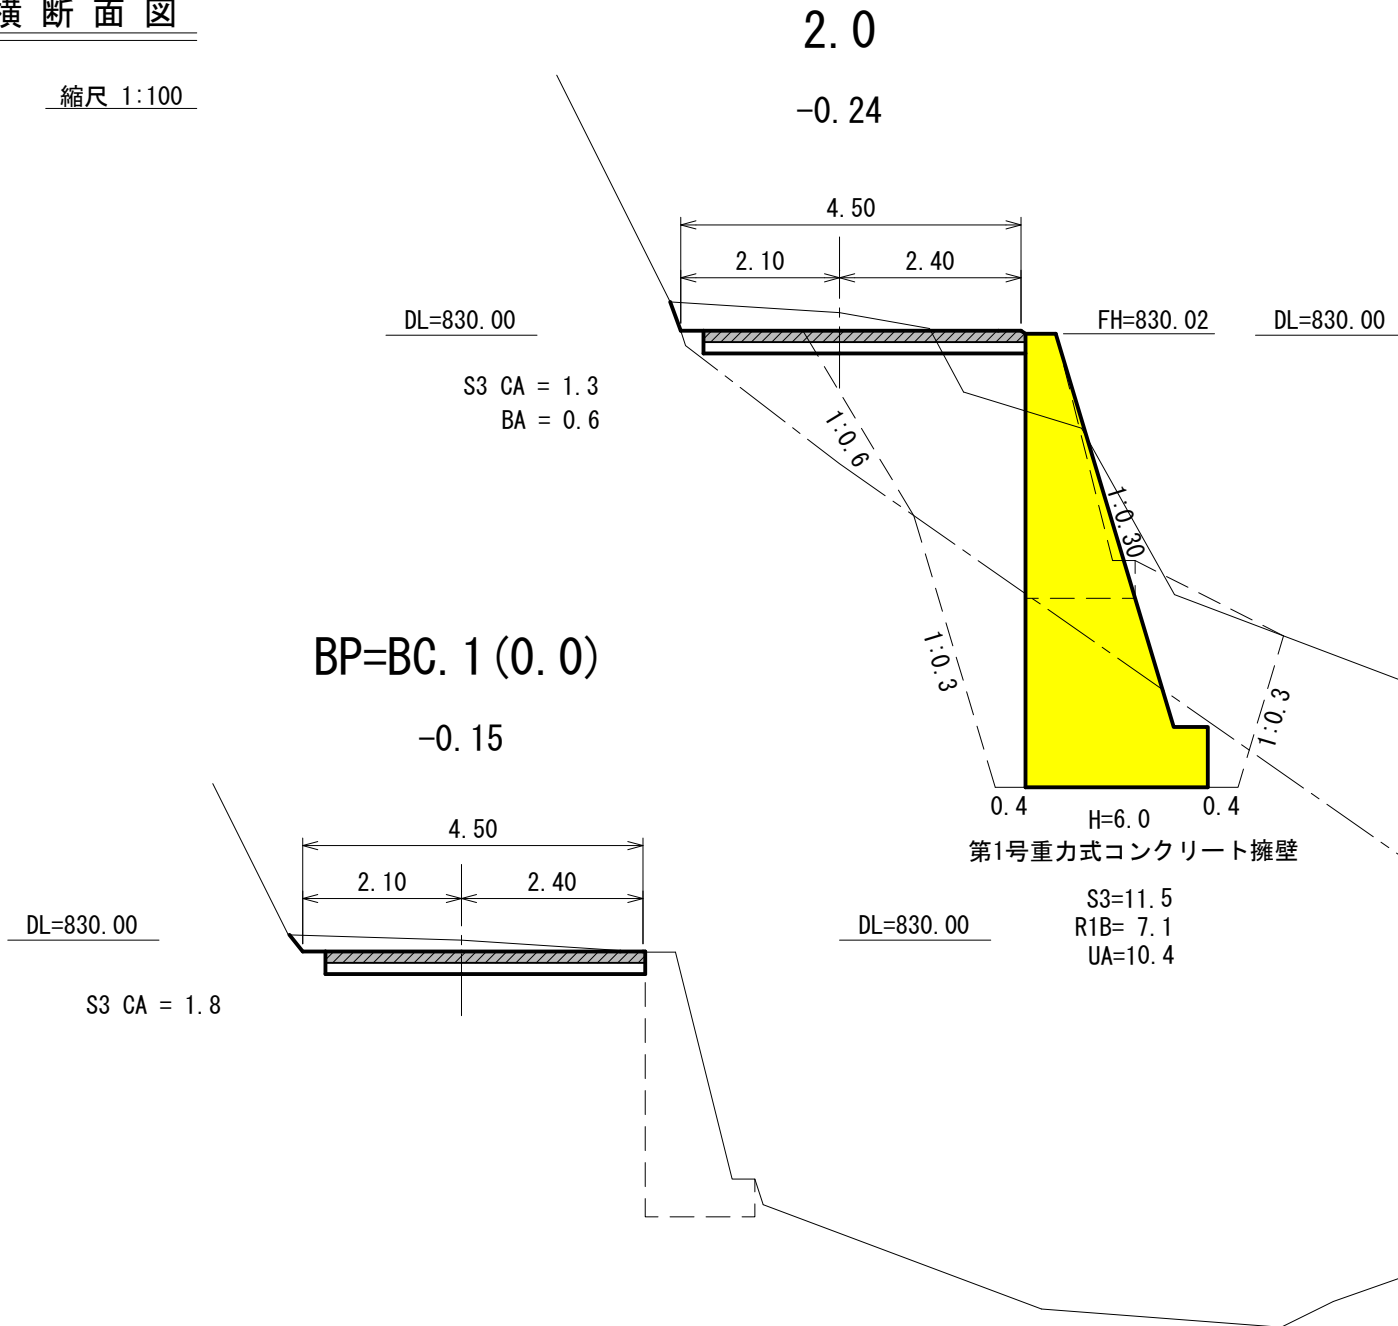 横断面図
縮尺 1:100
2.0
-0.24
4.50
2.10
2.40
DL=830.00
FH=830.02
DL=830.00
S3 CA = 1.3
BA = 0.6
1:0.6
1:0.30
1:0.3
1:0.3
0.4
0.4
H=6.0
第1号重力式コンクリート擁壁
S3=11.5
R1B= 7.1
UA=10.4
BP=BC.1(0.0)
-0.15
4.50
2.10
2.40
DL=830.00
DL=830.00
S3 CA = 1.8